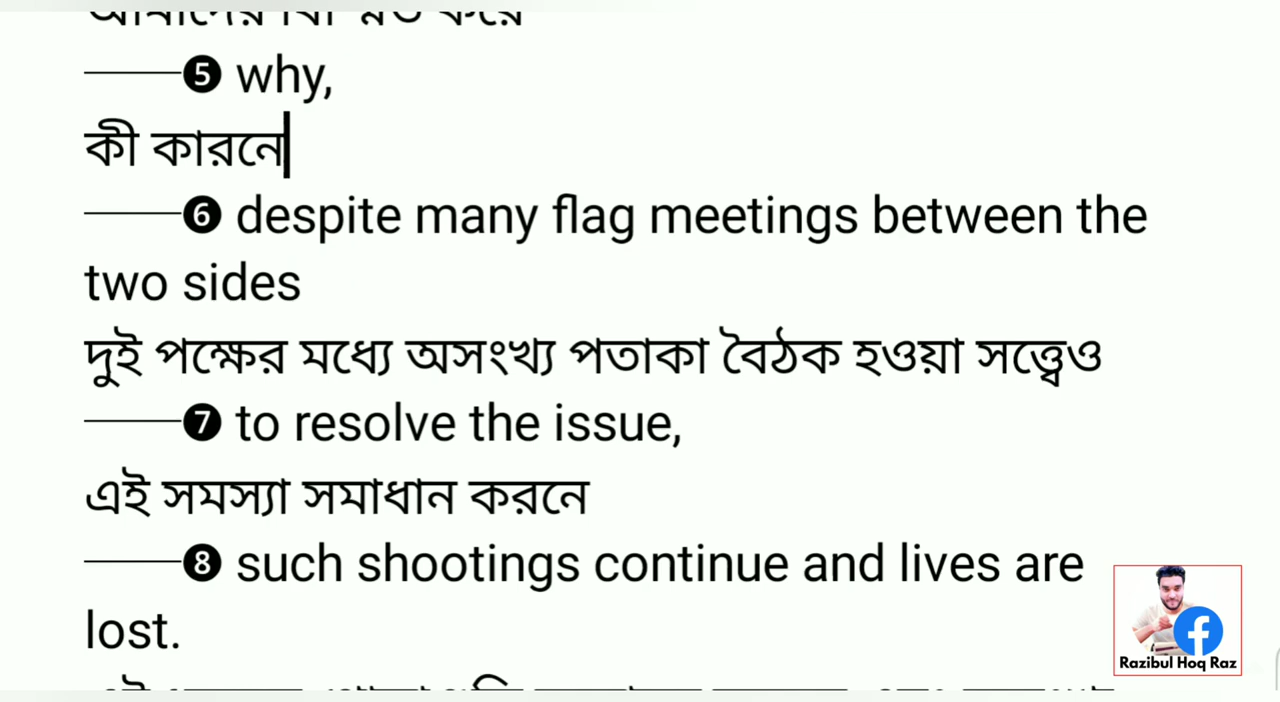 ———❺ why,
কী কারনে
———❻ despite many flag meetings between the
two sides
দুই পক্ষের মধ্যে অসংখ্য পতাকা বৈঠক হওয়া সত্ত্বেও
———❼ to resolve the issue,
এই সমস্যা সমাধান করনে
———❽ such shootings continue and lives are
lost.
Razibul Hoq Raz